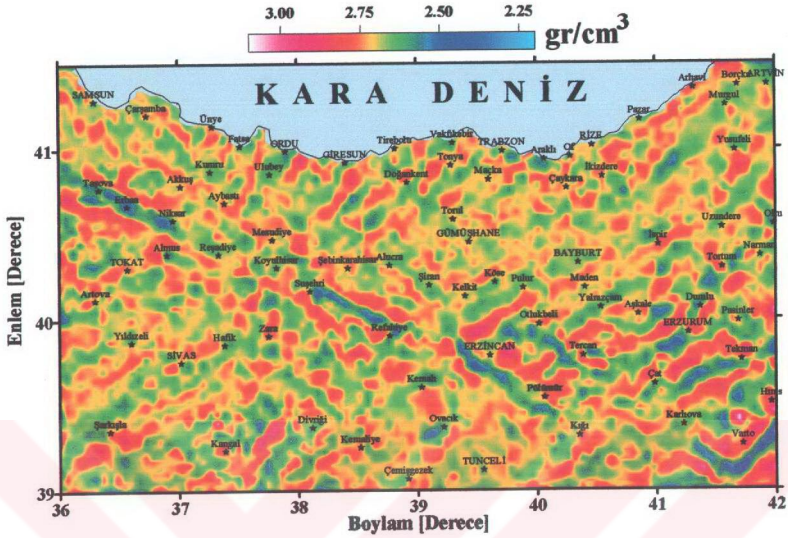 3.00 2.75 2.50 2.25
gr/cm³
KARA DENİZ
SAMSUN
Çarşamba
Ünye
Fatsa
ORDU
GİRESUN
Tirebolu
Vakfıkebir
TRABZON
Araklı
Of
RİZE
Pazar
Arhavi
Borçka
ARTVİN
Murgul
Yusufeli
Kumru
Ulubey
Akkuş
Aybastı
Taşova
Erbaa
Niksar
Doğankent
Tonya
Maçka
Çaykara
İkizdere
Torul
GÜMÜŞHANE
Mesudiye
Almus
Reşadiye
Koyulhisar
Şebinkarahisar
Alucra
TOKAT
Artova
Suşehri
Şiran
Kelkit
Köse
Pulur
BAYBURT
Maden
Yalnızçam
Aşkale
İspir
Uzundere
Tortum
Narman
Dumlu
Pasinler
ERZURUM
Yıldızeli
Hafik
Zara
SİVAS
Refahiye
Otlukbeli
ERZİNCAN
Tercan
Tekman
Çat
Hınıs
Kemah
Pülümür
Şarkışla
Kangal
Divriği
Kemaliye
Ovacık
Kığı
Karlıova
Varto
Çemişgezek
TUNCELİ
41
40
39
Enlem [Derece]
36 37 38 39 40 41 42
Boylam [Derece]